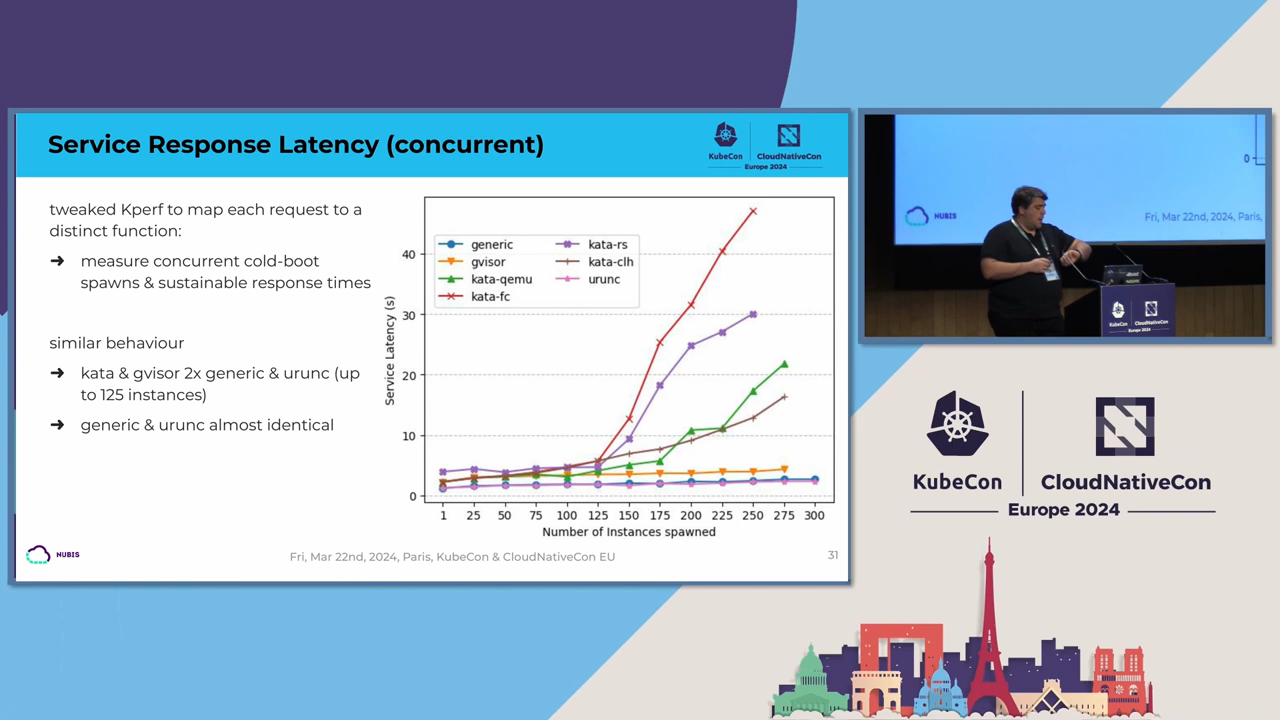 Service Response Latency (concurrent)
KubeCon
CloudNativeCon
Europe 2024
tweaked Kperf to map each request to a
distinct function:
➜ measure concurrent cold-boot
spawns & sustainable response times
similar behaviour
➜ kata & gvisor 2x generic & urunc (up
to 125 instances)
➜ generic & urunc almost identical
generic
gvisor
kata-qemu
kata-fc
kata-rs
kata-clh
urunc
Service Latency (s)
40
30
20
10
0
1 25 50 75 100 125 150 175 200 225 250 275 300
Number of Instances spawned
NUBIS
Fri, Mar 22nd, 2024, Paris, KubeCon & CloudNativeCon EU
31
0
NUBIS
Fri, Mar 22nd, 2024, Paris,
KubeCon
CloudNativeCon
Europe 2024
KubeCon
CloudNativeCon
Europe 2024